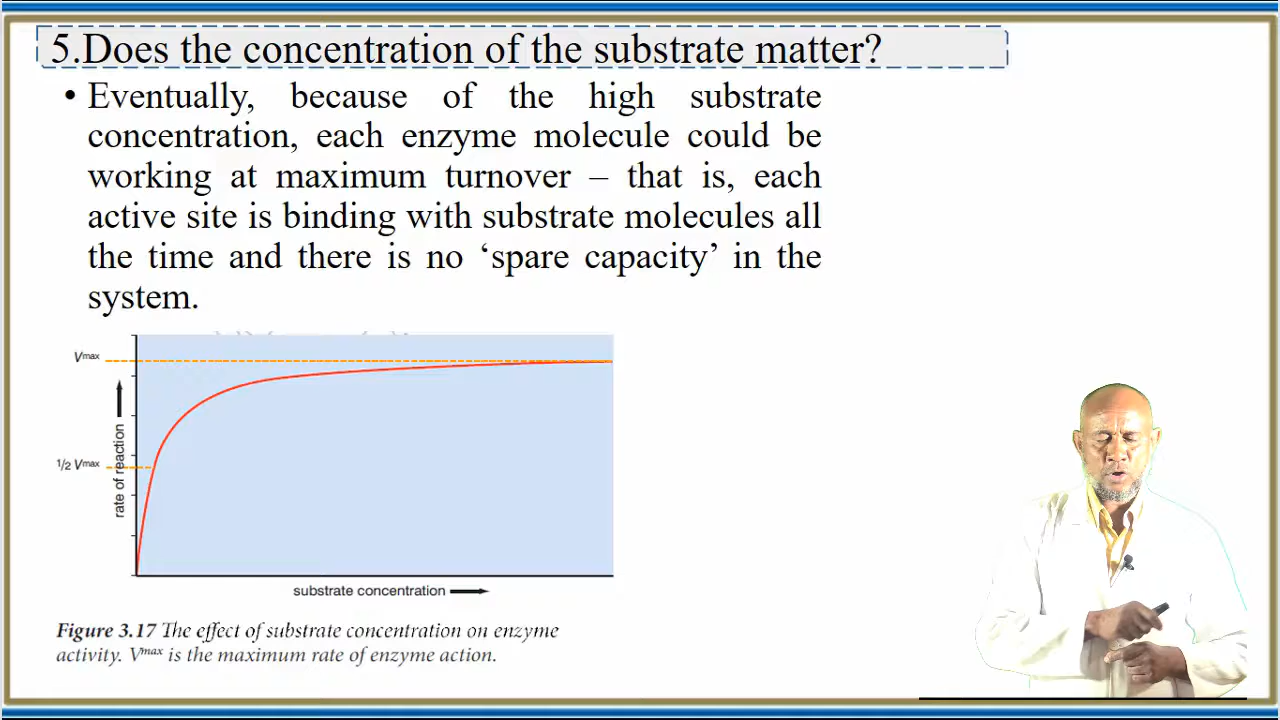 5.Does the concentration of the substrate matter?
• Eventually, because of the high substrate
concentration, each enzyme molecule could be
working at maximum turnover – that is, each
active site is binding with substrate molecules all
the time and there is no ‘spare capacity’ in the
system.
Vmax
1/2 Vmax
rate of reaction
substrate concentration
Figure 3.17 The effect of substrate concentration on enzyme
activity. Vmax is the maximum rate of enzyme action.